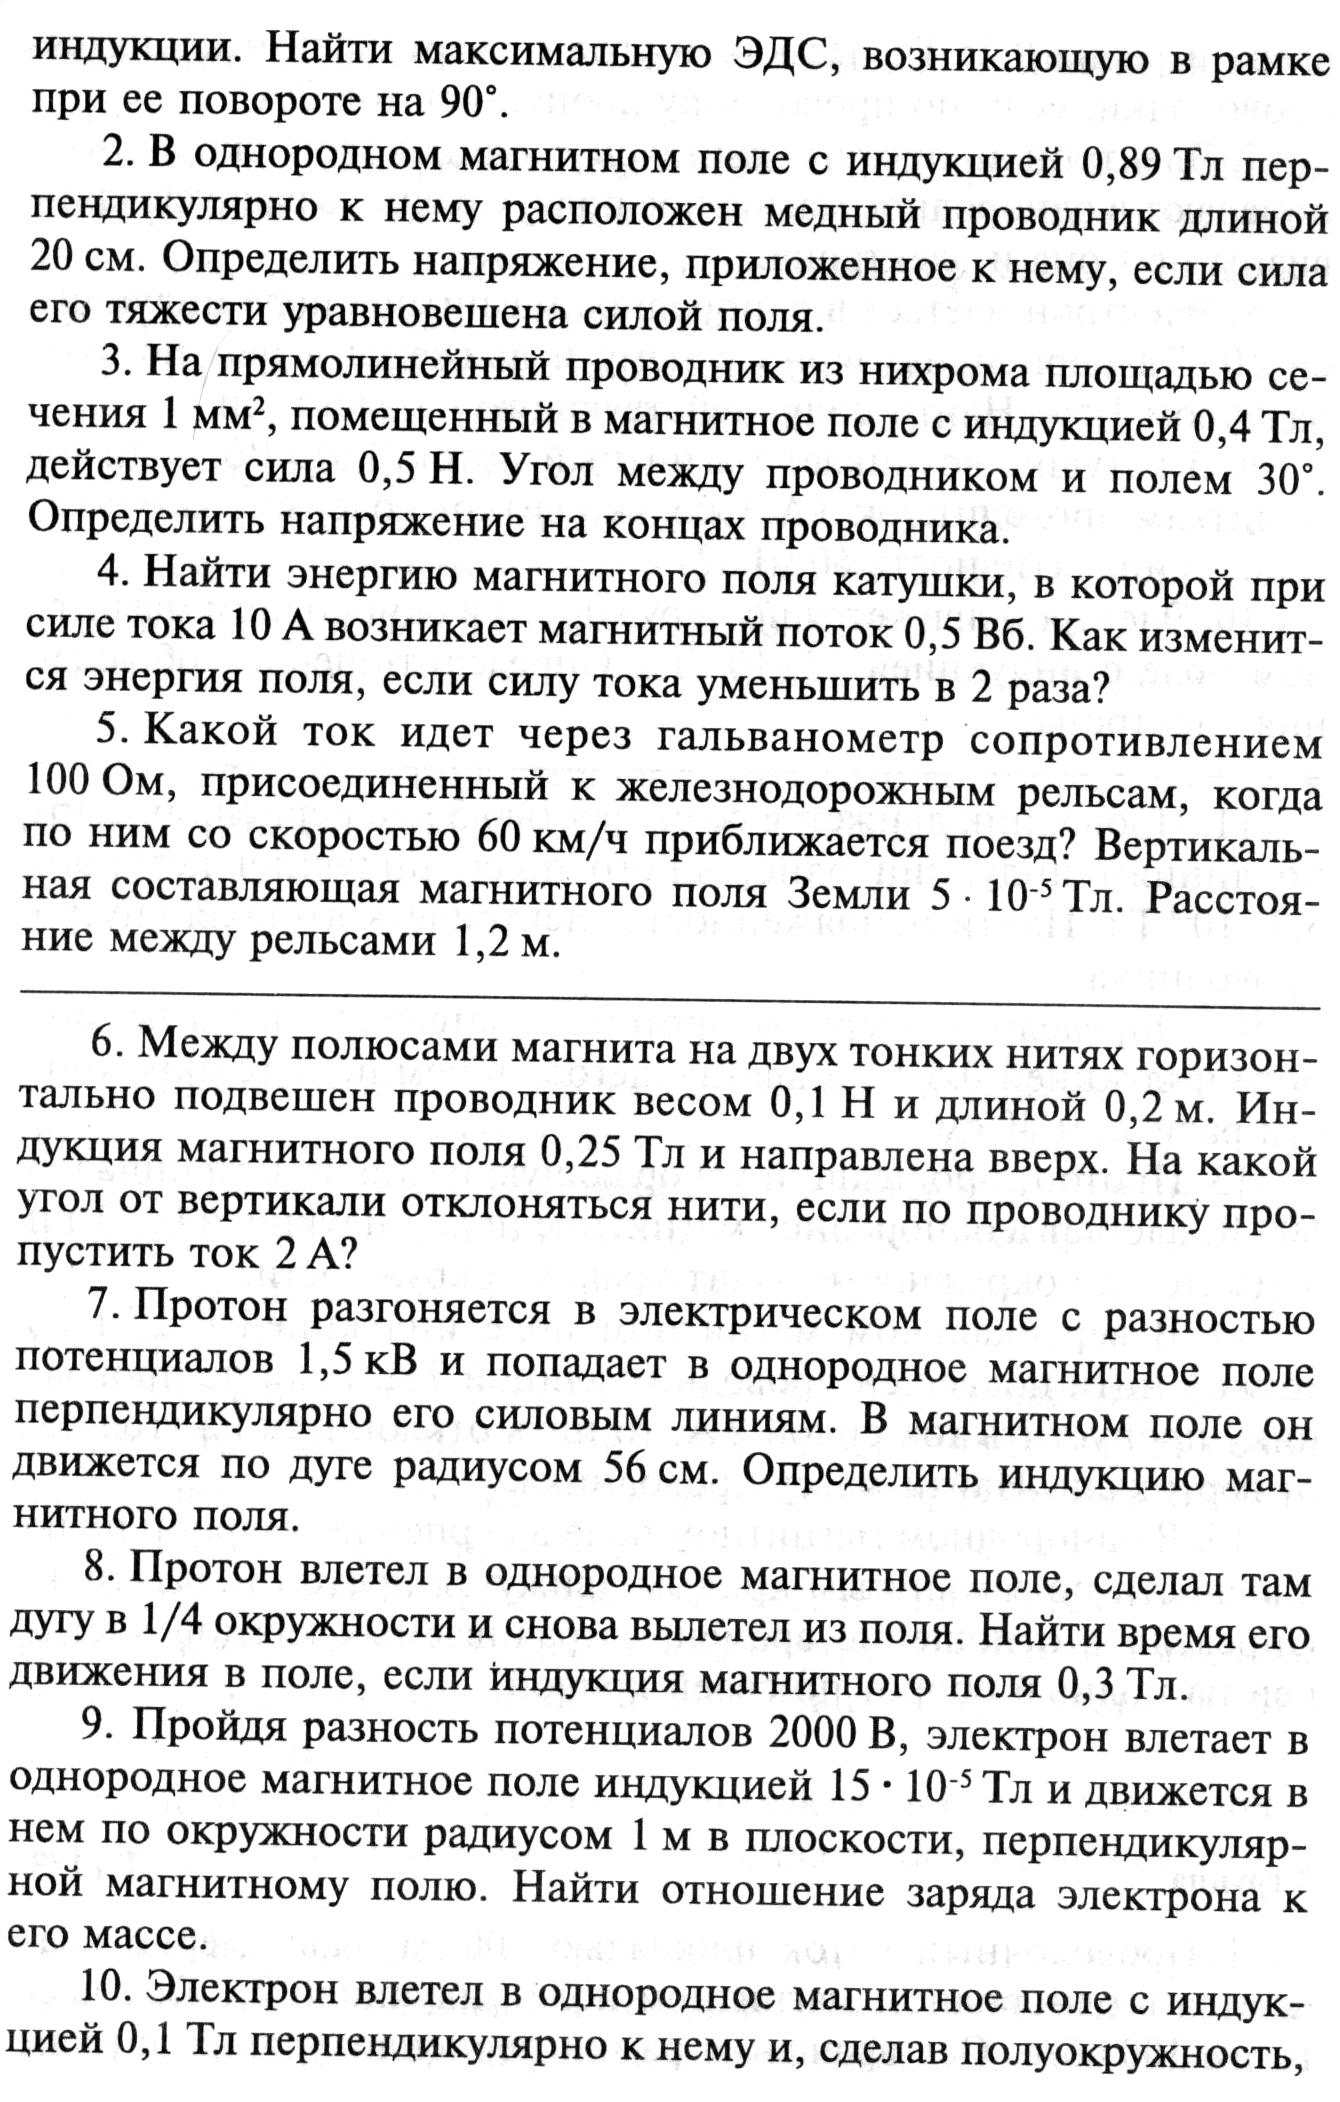 индукции. Найти максимальную ЭДС, возникающую в рамке
при ее повороте на 90°.
2. В однородном магнитном поле с индукцией 0,89 Тл пер-
пендикулярно к нему расположен медный проводник длиной
20 см. Определить напряжение, приложенное к нему, если сила
его тяжести уравновешена силой поля.
3. На прямолинейный проводник из нихрома площадью се-
чения 1 мм², помещенный в магнитное поле с индукцией 0,4 Тл,
действует сила 0,5 Н. Угол между проводником и полем 30°.
Определить напряжение на концах проводника.
4. Найти энергию магнитного поля катушки, в которой при
силе тока 10 А возникает магнитный поток 0,5 Вб. Как изменит-
ся энергия поля, если силу тока уменьшить в 2 раза?
5. Какой ток идет через гальванометр сопротивлением
100 Ом, присоединенный к железнодорожным рельсам, когда
по ним со скоростью 60 км/ч приближается поезд? Вертикаль-
ная составляющая магнитного поля Земли 5 · 10⁻⁵ Тл. Расстоя-
ние между рельсами 1,2 м.
6. Между полюсами магнита на двух тонких нитях горизон-
тально подвешен проводник весом 0,1 Н и длиной 0,2 м. Ин-
дукция магнитного поля 0,25 Тл и направлена вверх. На какой
угол от вертикали отклоняться нити, если по проводнику про-
пустить ток 2 А?
7. Протон разгоняется в электрическом поле с разностью
потенциалов 1,5 кВ и попадает в однородное магнитное поле
перпендикулярно его силовым линиям. В магнитном поле он
движется по дуге радиусом 56 см. Определить индукцию маг-
нитного поля.
8. Протон влетел в однородное магнитное поле, сделал там
дугу в 1/4 окружности и снова вылетел из поля. Найти время его
движения в поле, если индукция магнитного поля 0,3 Тл.
9. Пройдя разность потенциалов 2000 В, электрон влетает в
однородное магнитное поле индукцией 15 · 10⁻⁵ Тл и движется в
нем по окружности радиусом 1 м в плоскости, перпендикуляр-
ной магнитному полю. Найти отношение заряда электрона к
его массе.
10. Электрон влетел в однородное магнитное поле с индук-
цией 0,1 Тл перпендикулярно к нему и, сделав полуокружность,